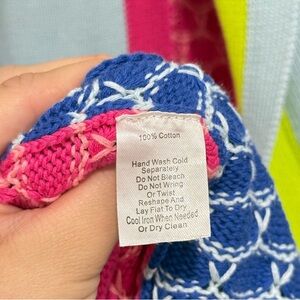 100% Cotton
Hand Wash Cold
Separately
Do Not Bleach
Do Not Wring
Or Twist
Reshape And
Lay Flat To Dry
Cool Iron When Needed
Or Dry Clean